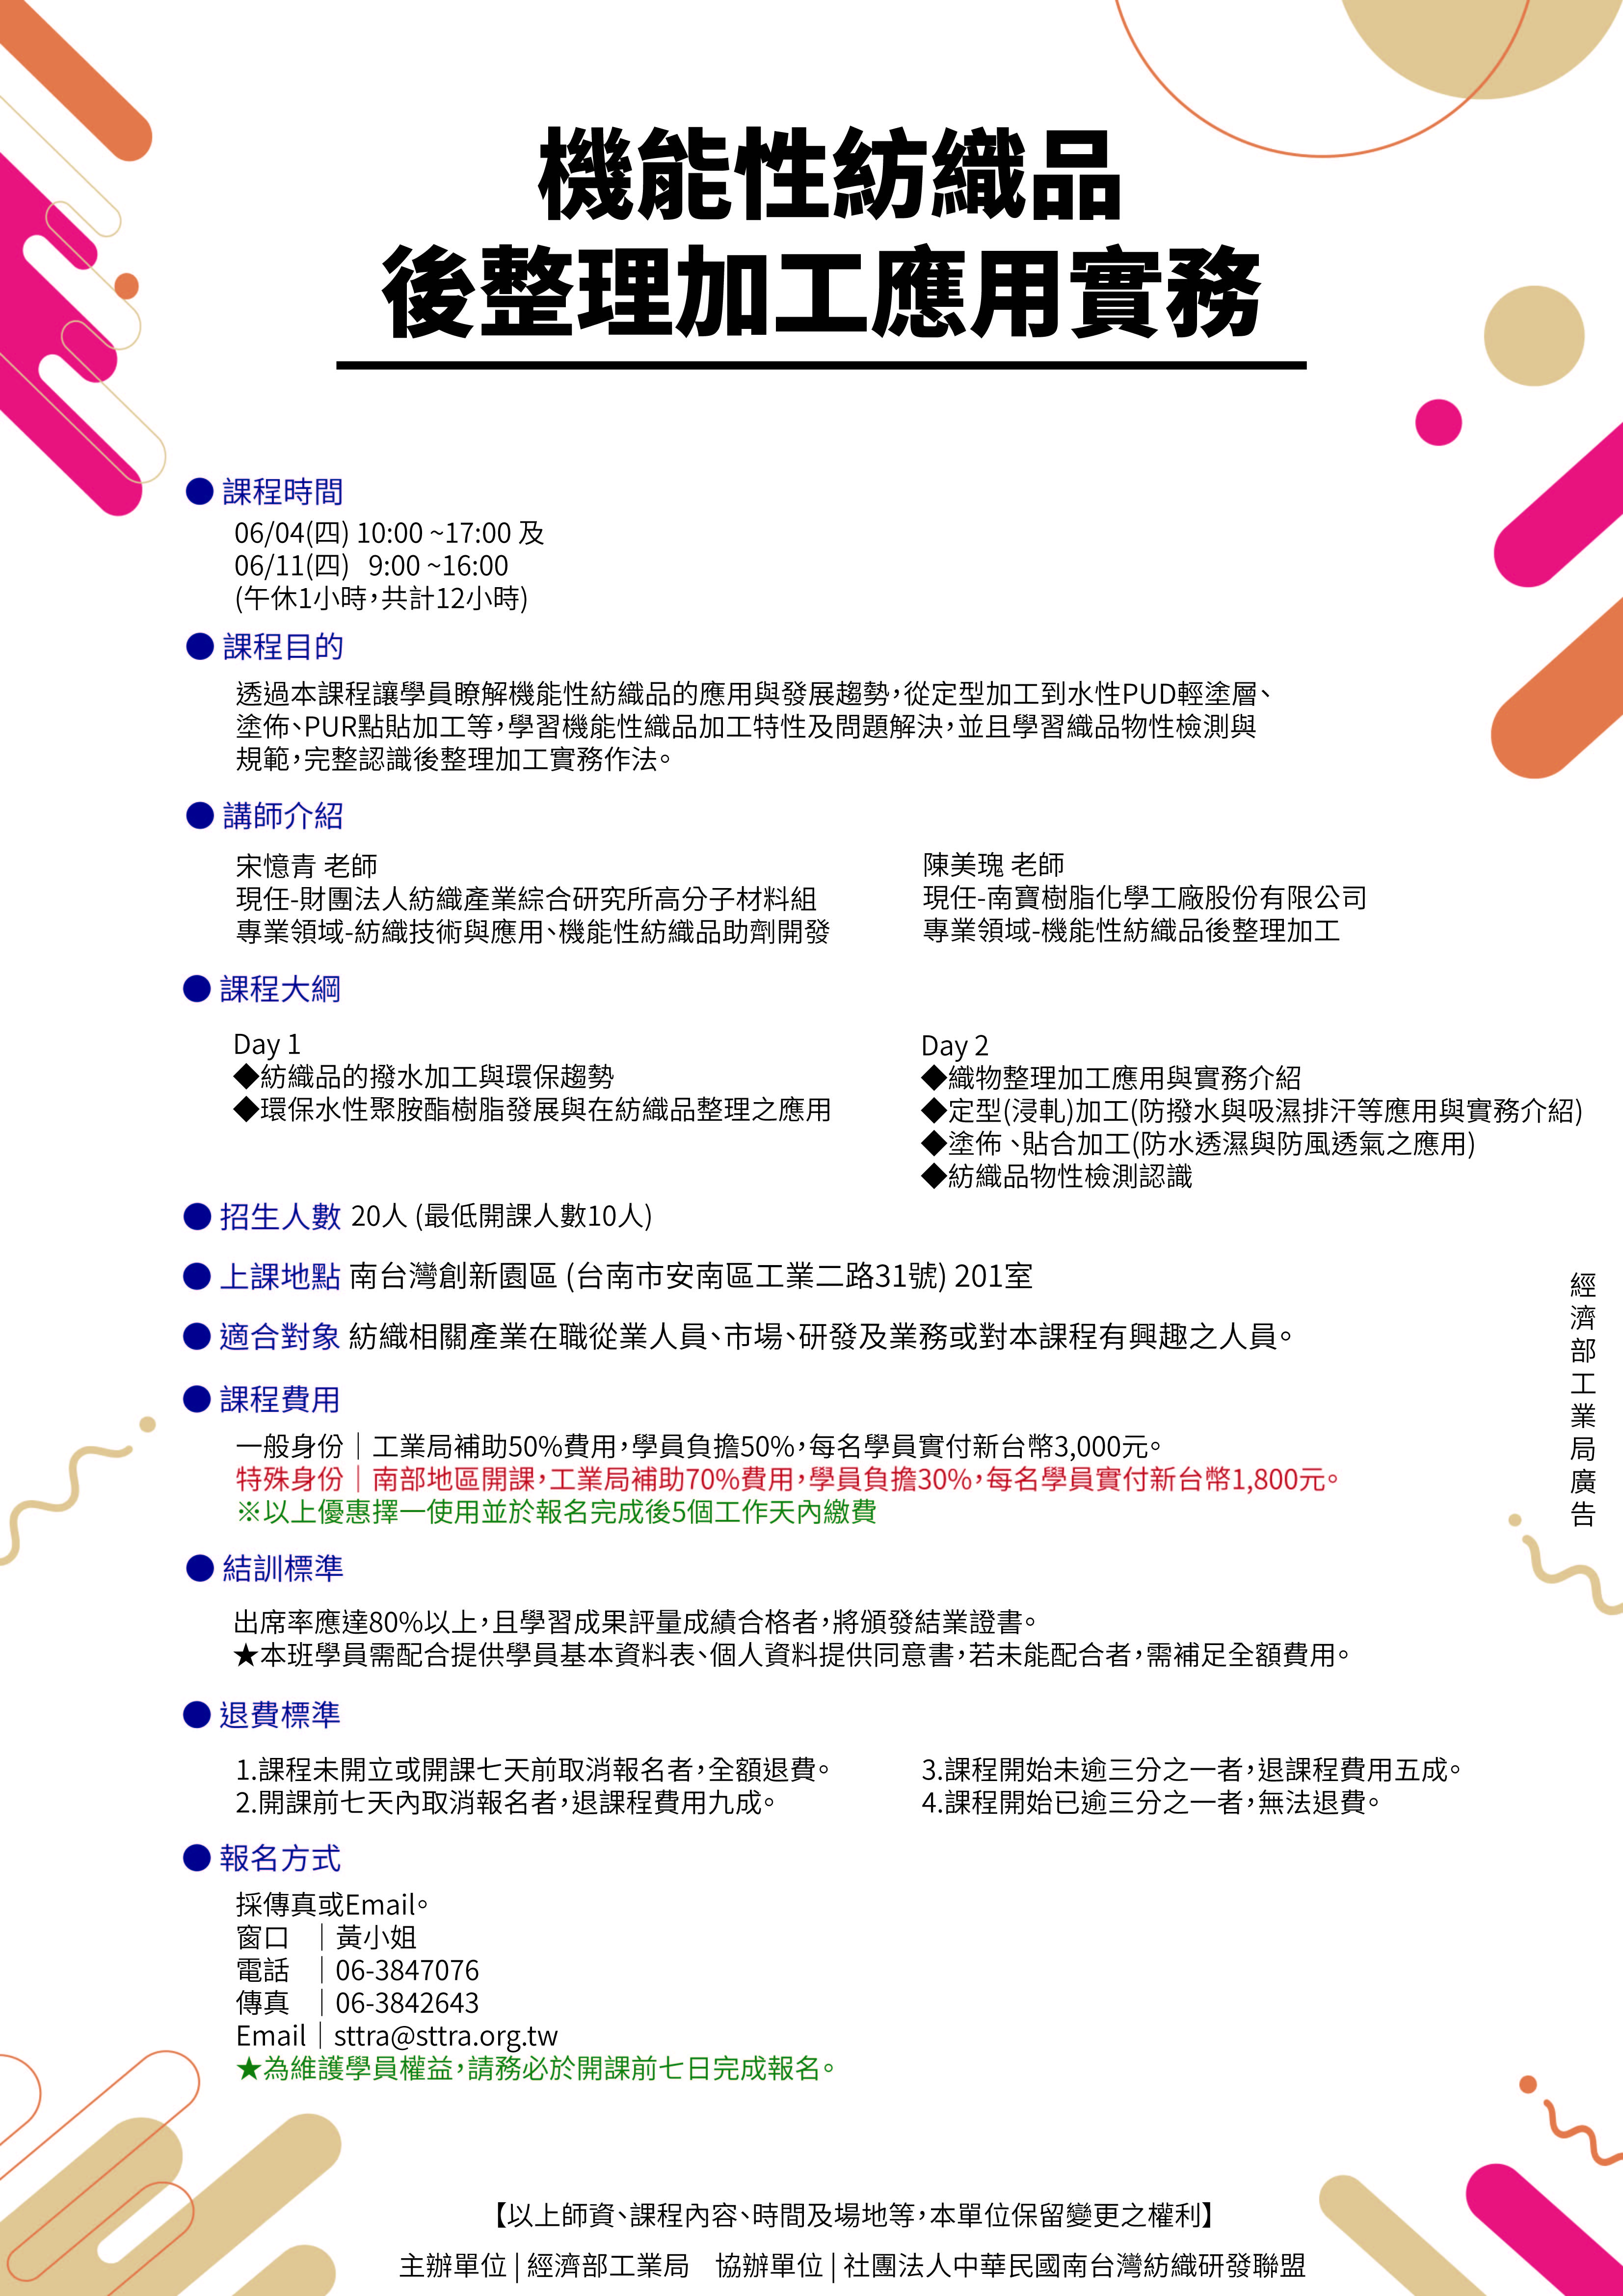 機能性紡織品
後整理加工應用實務
● 課程時間
06/04(四) 10:00 ~17:00 及
06/11(四)   9:00 ~16:00
(午休1小時，共計12小時)
● 課程目的
透過本課程讓學員瞭解機能性紡織品的應用與發展趨勢，從定型加工到水性PUD輕塗層、
塗佈、PUR點貼加工等，學習機能性織品加工特性及問題解決，並且學習織品物性檢測與
規範，完整認識後整理加工實務作法。
● 講師介紹
宋憶青 老師
現任-財團法人紡織產業綜合研究所高分子材料組
專業領域-紡織技術與應用、機能性紡織品助劑開發
陳美瑰 老師
現任-南寶樹脂化學工廠股份有限公司
專業領域-機能性紡織品後整理加工
● 課程大綱
Day 1
◆紡織品的撥水加工與環保趨勢
◆環保水性聚胺酯樹脂發展與在紡織品整理之應用
Day 2
◆織物整理加工應用與實務介紹
◆定型(浸軋)加工(防撥水與吸濕排汗等應用與實務介紹)
◆塗佈 、貼合加工(防水透濕與防風透氣之應用)
◆紡織品物性檢測認識
● 招生人數 20人 (最低開課人數10人)
● 上課地點 南台灣創新園區 (台南市安南區工業二路31號) 201室
● 適合對象 紡織相關產業在職從業人員、市場、研發及業務或對本課程有興趣之人員。
● 課程費用
一般身份｜工業局補助50%費用，學員負擔50%，每名學員實付新台幣3,000元。
特殊身份｜南部地區開課，工業局補助70%費用，學員負擔30%，每名學員實付新台幣1,800元。
※以上優惠擇一使用並於報名完成後5個工作天內繳費
● 結訓標準
出席率應達80%以上，且學習成果評量成績合格者，將頒發結業證書。
★本班學員需配合提供學員基本資料表、個人資料提供同意書，若未能配合者，需補足全額費用。
● 退費標準
1.課程未開立或開課七天前取消報名者，全額退費。
2.開課前七天內取消報名者，退課程費用九成。
3.課程開始未逾三分之一者，退課程費用五成。
4.課程開始已逾三分之一者，無法退費。
● 報名方式
採傳真或Email。
窗口　｜黃小姐
電話　｜06-3847076
傳真　｜06-3842643
Email｜sttra@sttra.org.tw
★為維護學員權益，請務必於開課前七日完成報名。
經濟部工業局廣告
【以上師資、課程內容、時間及場地等，本單位保留變更之權利】
主辦單位 | 經濟部工業局　協辦單位 | 社團法人中華民國南台灣紡織研發聯盟